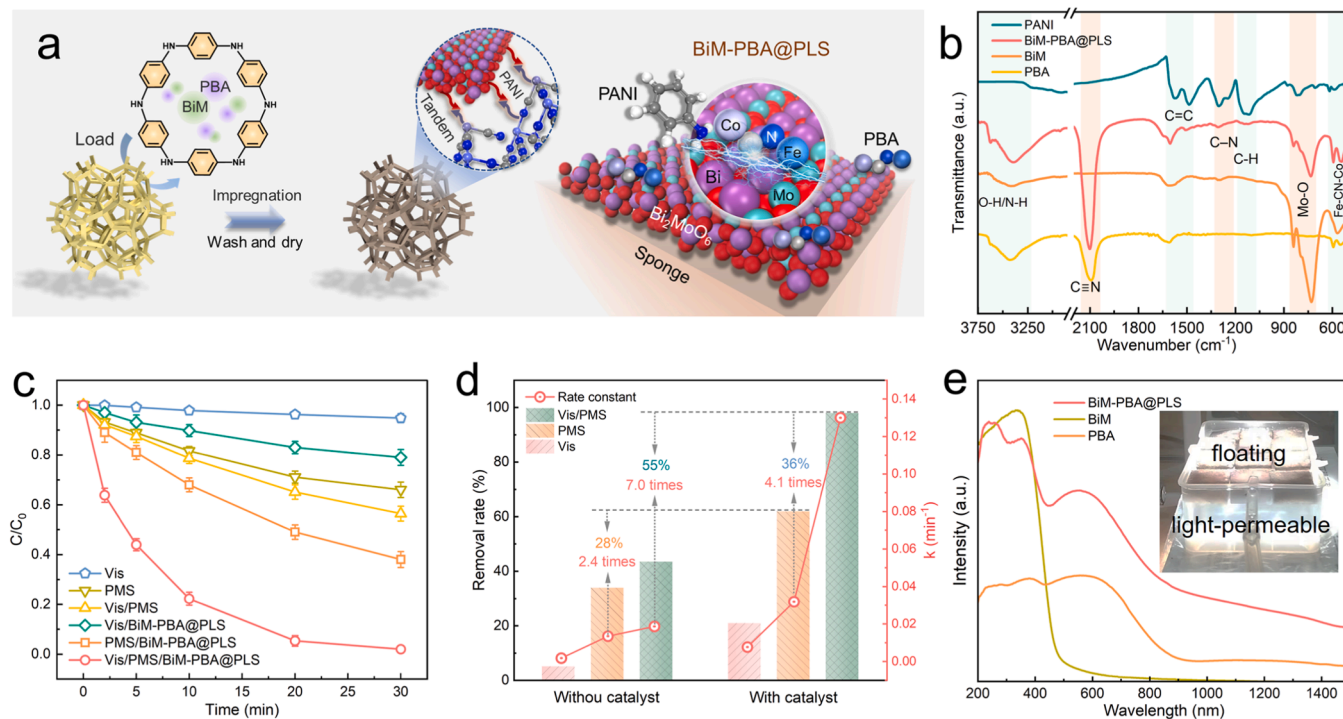 a
NH
HN
NH
HN
NH
HN
PBA
BiM
Load
Impregnation
Wash and dry
Tandem
PANI
BiM-PBA@PLS
PANI
Co
N
Fe
Bi
Mo
PBA
Bi₂MoO₆
Sponge
b
PANI
BiM-PBA@PLS
BiM
PBA
Transmittance (a.u.)
O-H/N-H
C≡N
C=C
C–N
C-H
Mo-O
Fe-CN-Co
3750 3250 2100 1800 1500 1200 900 600
Wavenumber (cm⁻¹)
c
C/C₀
1.0
0.8
0.6
0.4
0.2
0.0
Vis
PMS
Vis/PMS
Vis/BiM-PBA@PLS
PMS/BiM-PBA@PLS
Vis/PMS/BiM-PBA@PLS
0 5 10 15 20 25 30
Time (min)
d
Removal rate (%)
100
80
60
40
20
0
Rate constant
Vis/PMS
PMS
Vis
28%
2.4 times
55%
7.0 times
36%
4.1 times
0.14
0.12
0.10
0.08
0.06
0.04
0.02
0.00
k (min⁻¹)
Withou catalyst
With catalyst
e
Intensity (a.u.)
BiM-PBA@PLS
BiM
PBA
floating
light-permeable
200 400 600 800 1000 1200 1400
Wavelength (nm)